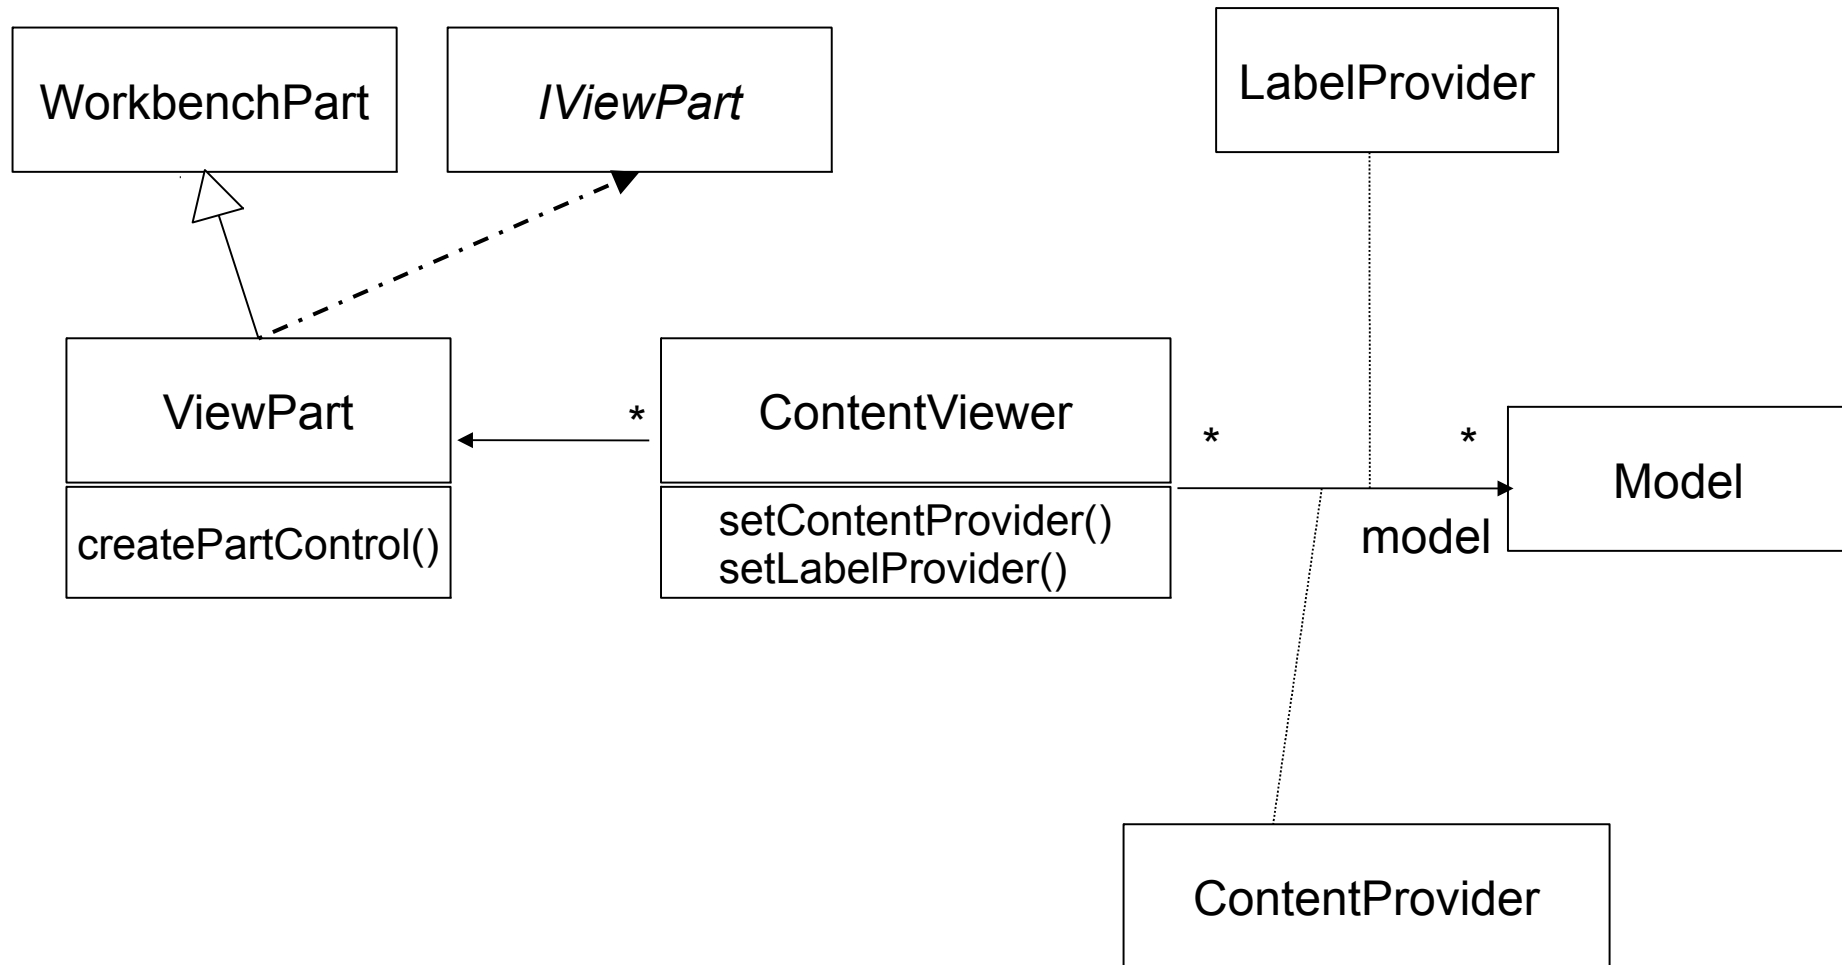 WorkbenchPart
IViewPart
LabelProvider
ViewPart
createPartControl()
*
ContentViewer
setContentProvider()
setLabelProvider()
*
*
model
Model
ContentProvider